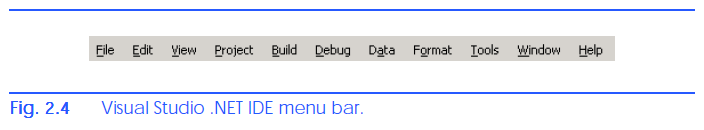 File Edit View Project Build Debug Data Format Tools Window Help
Fig. 2.4 Visual Studio .NET IDE menu bar.